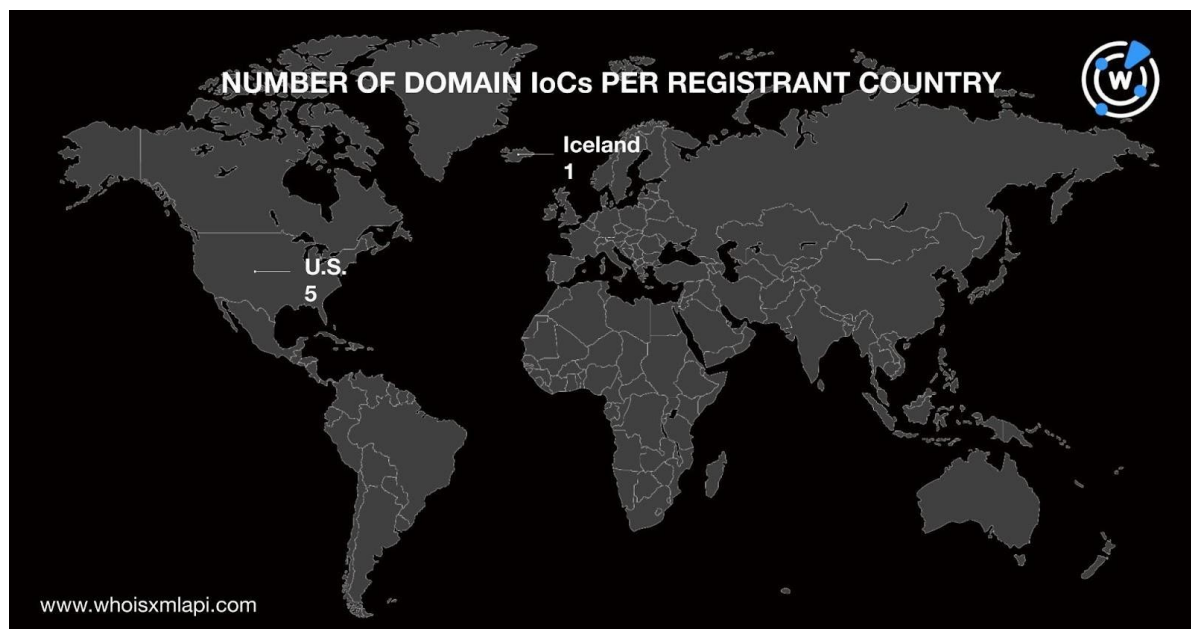 NUMBER OF DOMAIN IoCs PER REGISTRANT COUNTRY
W
Iceland
1
U.S.
5
www.whoisxmlapi.com